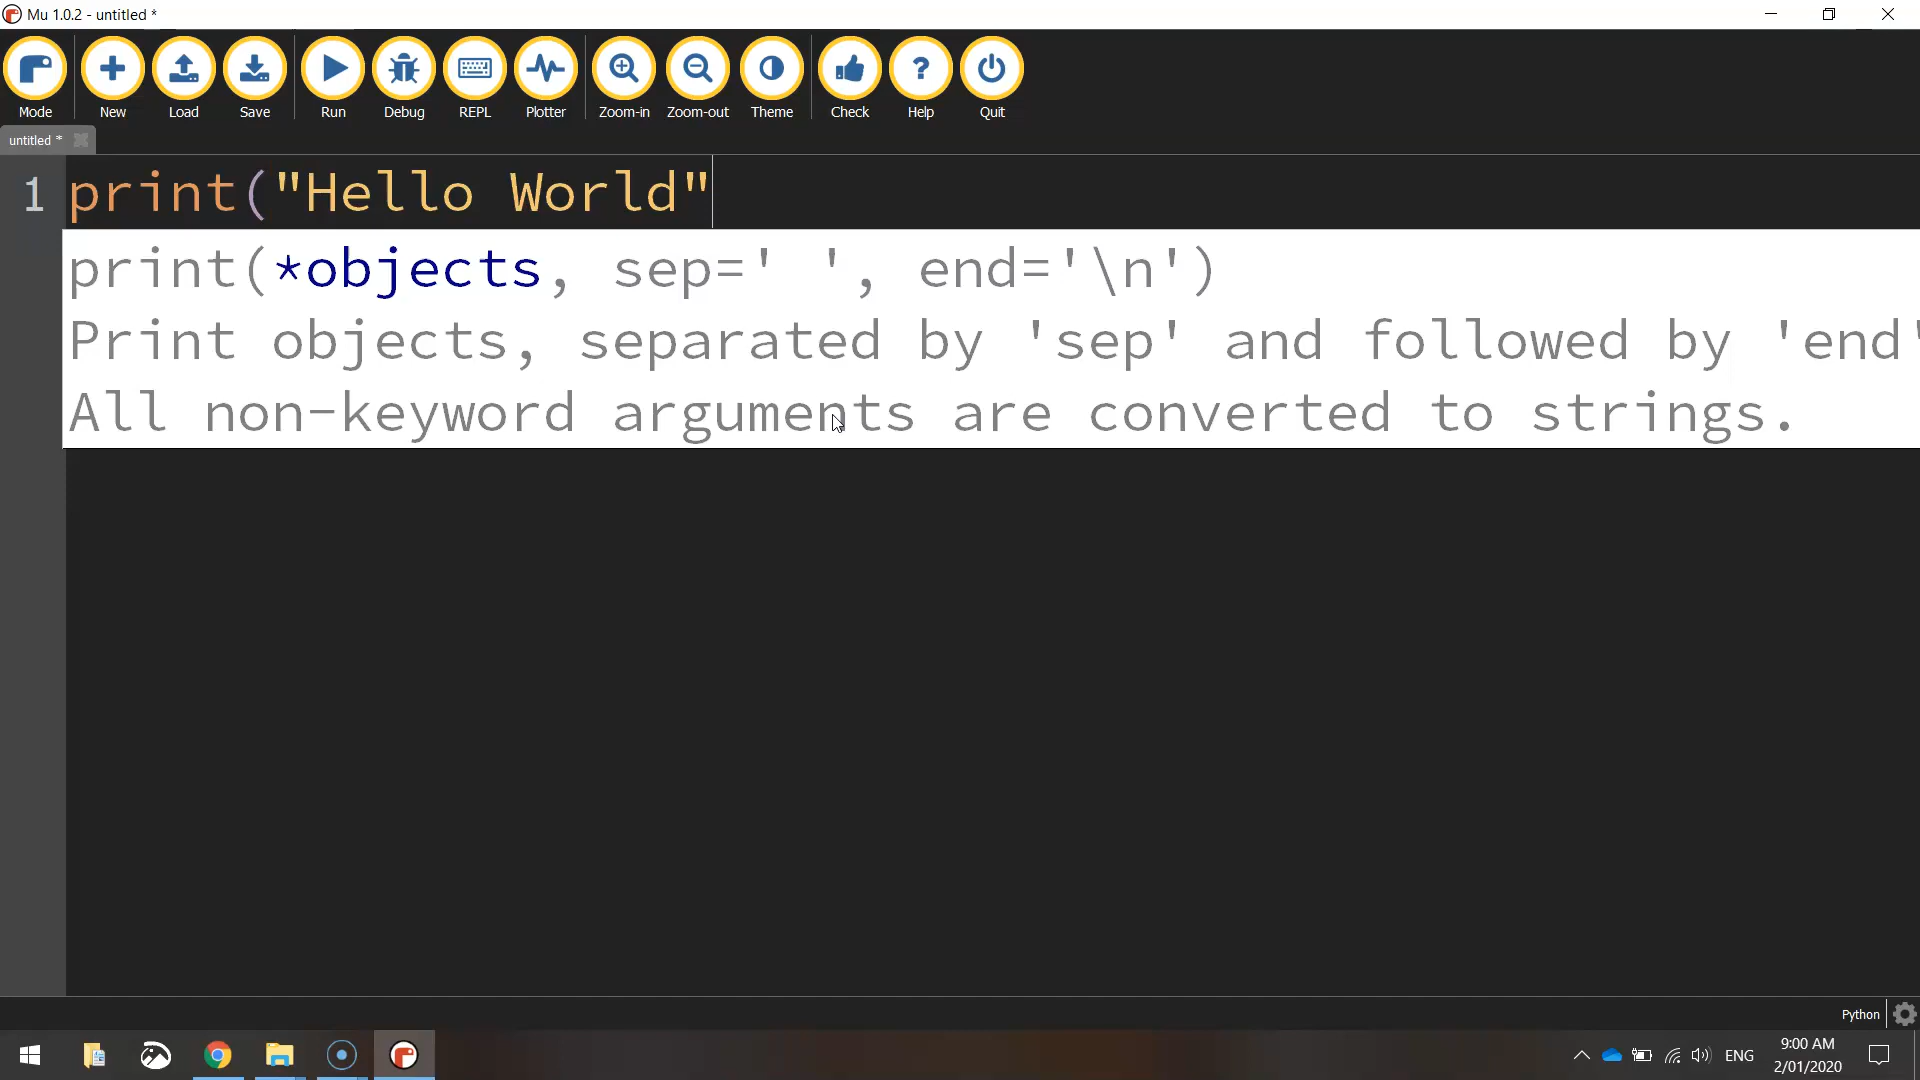 Mu 1.0.2 - untitled *
Mode New Load Save Run Debug REPL Plotter Zoom-in Zoom-out Theme Check Help Quit
untitled *
1 print("Hello World"
print(*objects, sep=' ', end='\n')
Print objects, separated by 'sep' and followed by 'end'
All non-keyword arguments are converted to strings.
Python
ENG
9:00 AM
2/01/2020